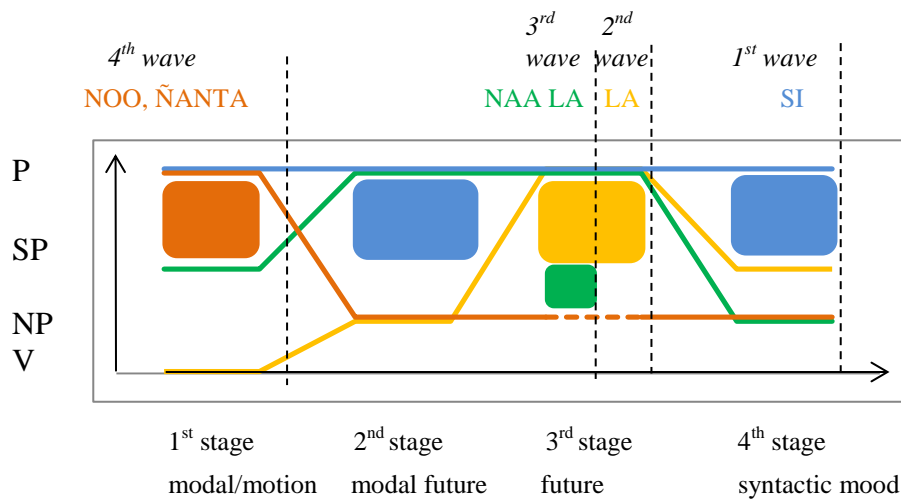 3rd 2nd
4th wave wave wave 1st wave
NOO, ÑANTA NAA LA LA SI
P
SP
NP
V
1st stage 2nd stage 3rd stage 4th stage
modal/motion modal future future syntactic mood